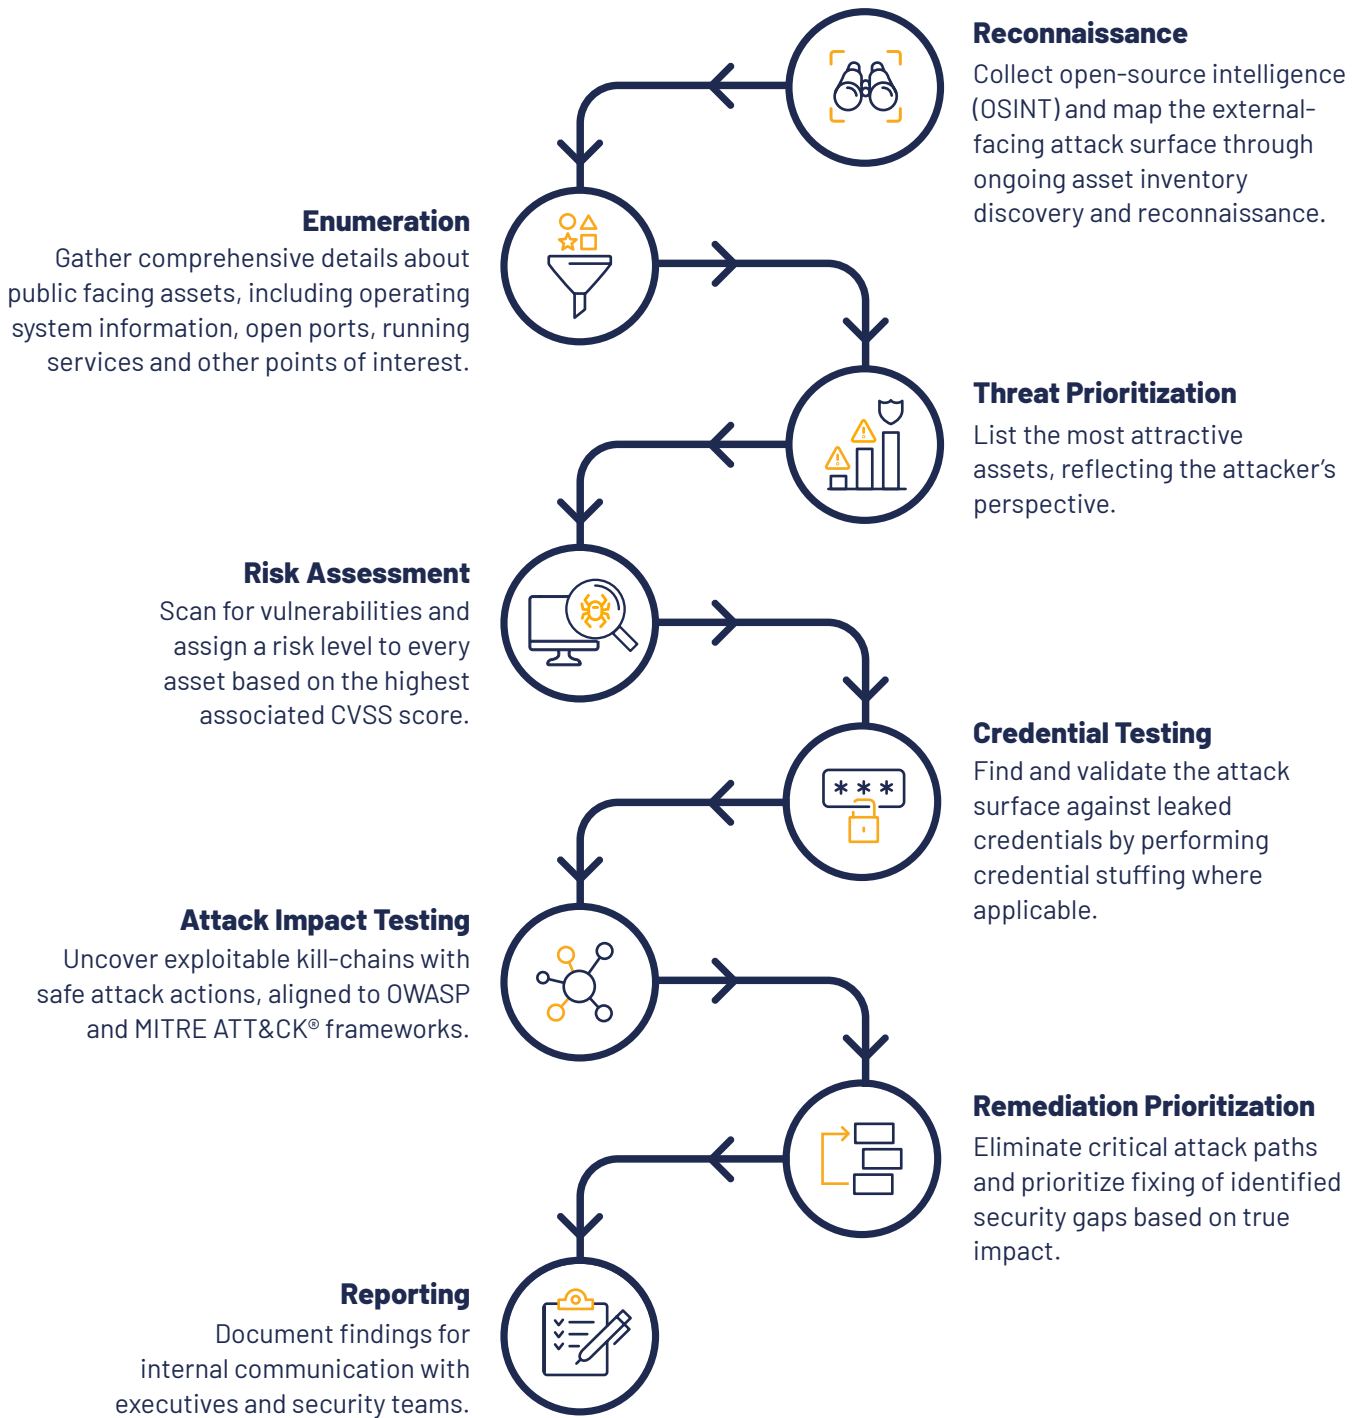 Reconnaissance
Collect open-source intelligence
(OSINT) and map the external-
facing attack surface through
ongoing asset inventory
discovery and reconnaissance.
Enumeration
Gather comprehensive details about
public facing assets, including operating
system information, open ports, running
services and other points of interest.
Threat Prioritization
List the most attractive
assets, reflecting the attacker’s
perspective.
Risk Assessment
Scan for vulnerabilities and
assign a risk level to every
asset based on the highest
associated CVSS score.
Credential Testing
Find and validate the attack
surface against leaked
credentials by performing
credential stuffing where
applicable.
***
Attack Impact Testing
Uncover exploitable kill-chains with
safe attack actions, aligned to OWASP
and MITRE ATT&CK® frameworks.
Remediation Prioritization
Eliminate critical attack paths
and prioritize fixing of identified
security gaps based on true
impact.
Reporting
Document findings for
internal communication with
executives and security teams.